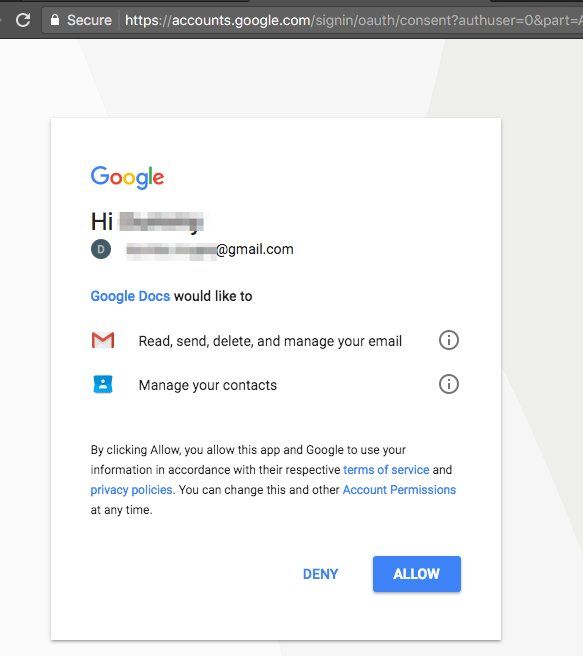 Secure https://accounts.google.com/signin/oauth/consent?authuser=0&part=
Google
Hi
D @gmail.com
Google Docs would like to
Read, send, delete, and manage your email
Manage your contacts
By clicking Allow, you allow this app and Google to use your
information in accordance with their respective terms of service and
privacy policies. You can change this and other Account Permissions
at any time.
DENY ALLOW